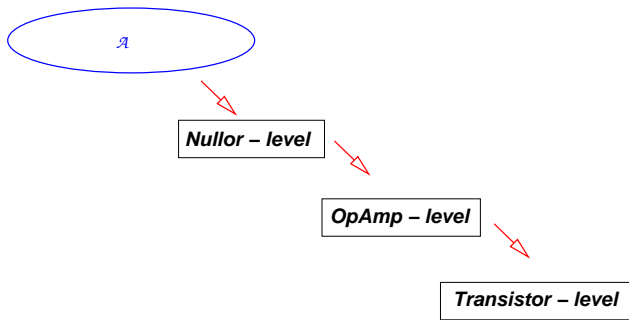 𝒜
Nullor – level
OpAmp – level
Transistor – level